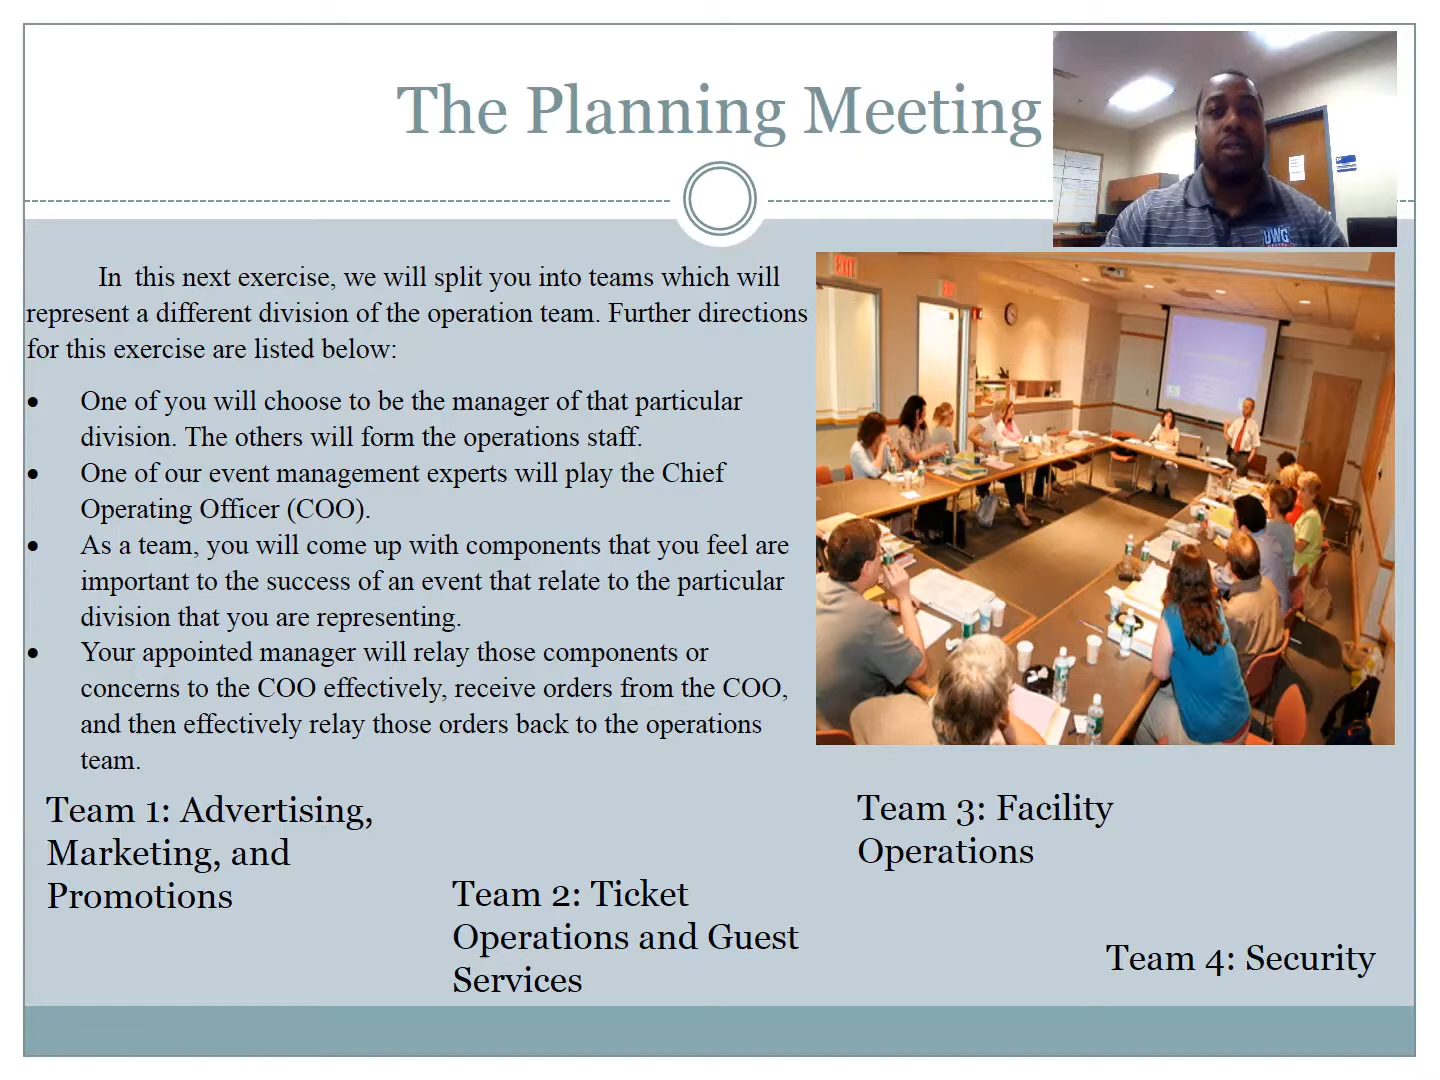 The Planning Meeting
UWG
In this next exercise, we will split you into teams which will
represent a different division of the operation team. Further directions
for this exercise are listed below:
• One of you will choose to be the manager of that particular
division. The others will form the operations staff.
• One of our event management experts will play the Chief
Operating Officer (COO).
• As a team, you will come up with components that you feel are
important to the success of an event that relate to the particular
division that you are representing.
• Your appointed manager will relay those components or
concerns to the COO effectively, receive orders from the COO,
and then effectively relay those orders back to the operations
team.
EXIT
Team 1: Advertising,
Marketing, and
Promotions
Team 2: Ticket
Operations and Guest
Services
Team 3: Facility
Operations
Team 4: Security